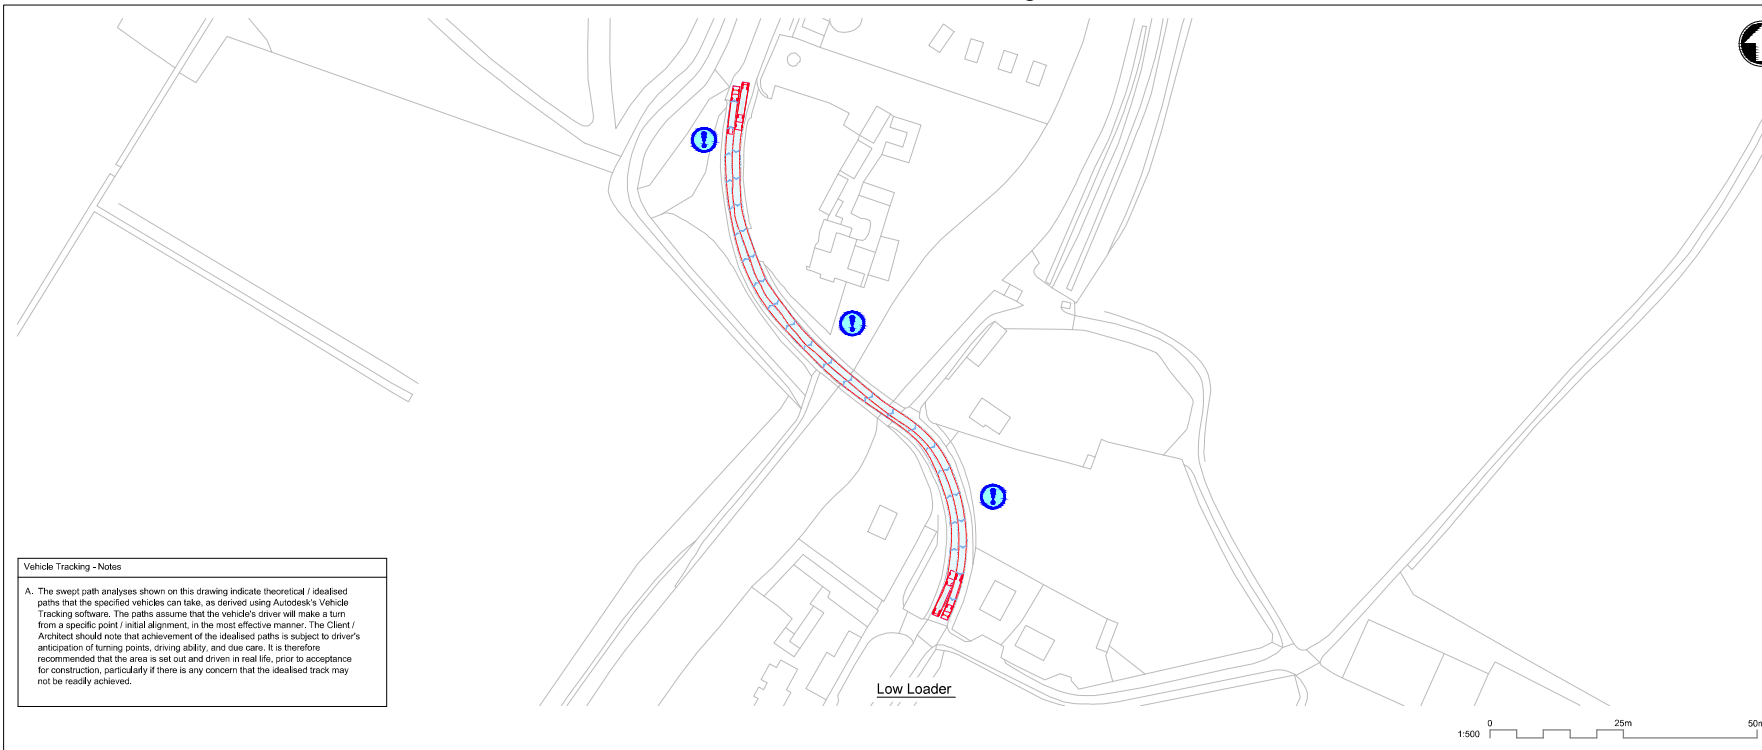 Vehicle Tracking - Notes
A. The swept path analyses shown on this drawing indicate theoretical / idealised
paths that the specified vehicles can take, as derived using Autodesk's Vehicle
Tracking software. The paths assume that the vehile's driver will make a turn
from a specific point / initial alignment, in the most effective manner. The Client /
Architect should note that achievement of the idealised paths is subject to driver's
anticipation of turning points, driving ability, and due care. It is therefore
recommended that the area is set out and driven in real life, prior to acceptance
for construction, particularly if there is any concern that the idealised track may
not be readily achieved.
Low Loader
0 25m 50m
1:500